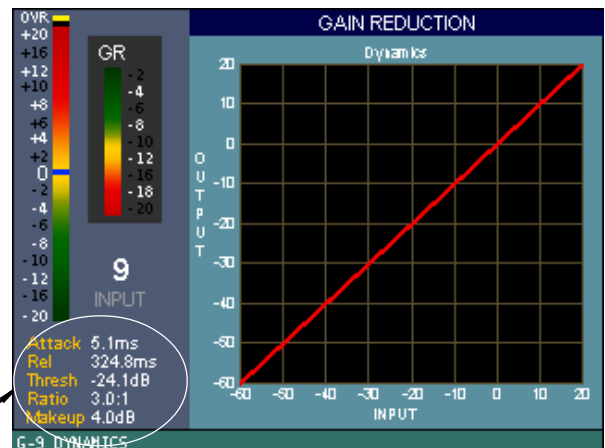 OVR
+20
+16
+12
+10
+8
+6
+4
+2
0
-2
-4
-6
-8
-10
-12
-16
-20
GR
-2
-4
-6
-8
-10
-12
-16
-18
-20
9
INPUT
Attack 5.1ms
Rel 324.8ms
Thresh -24.1dB
Ratio 3.0:1
Makeup 4.0dB
GAIN REDUCTION
Dynamics
OUTPUT
20
10
0
-10
-20
-30
-40
-50
-60
-60 -50 -40 -30 -20 -10 0 10 20
INPUT
G-9 DYNAMICS